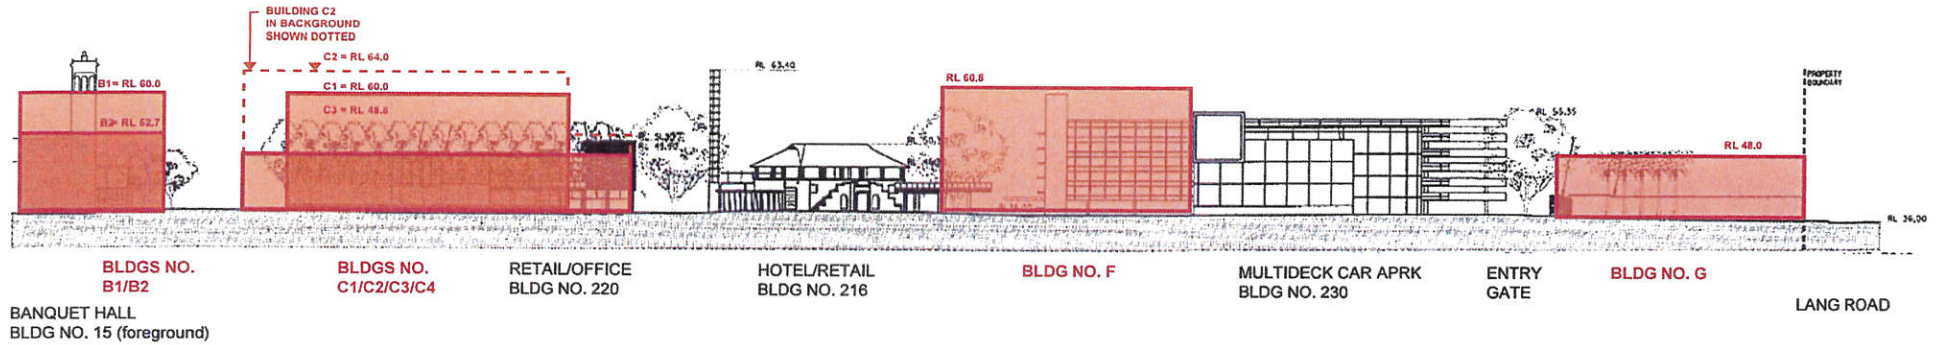 BUILDING C2
IN BACKGROUND
SHOWN DOTTED
C2 = RL 64.0
B1= RL 60.0
C1 = RL 60.0
C3 = RL 48.8
B2= RL 52.7
RL 63.40
RL 60.8
RL 55.35
PROPERTY
BOUNDARY
RL 48.0
RL 36.00
BLDGS NO.
B1/B2
BLDGS NO.
C1/C2/C3/C4
RETAIL/OFFICE
BLDG NO. 220
HOTEL/RETAIL
BLDG NO. 216
BLDG NO. F
MULTIDECK CAR APRK
BLDG NO. 230
ENTRY
GATE
BLDG NO. G
LANG ROAD
BANQUET HALL
BLDG NO. 15 (foreground)